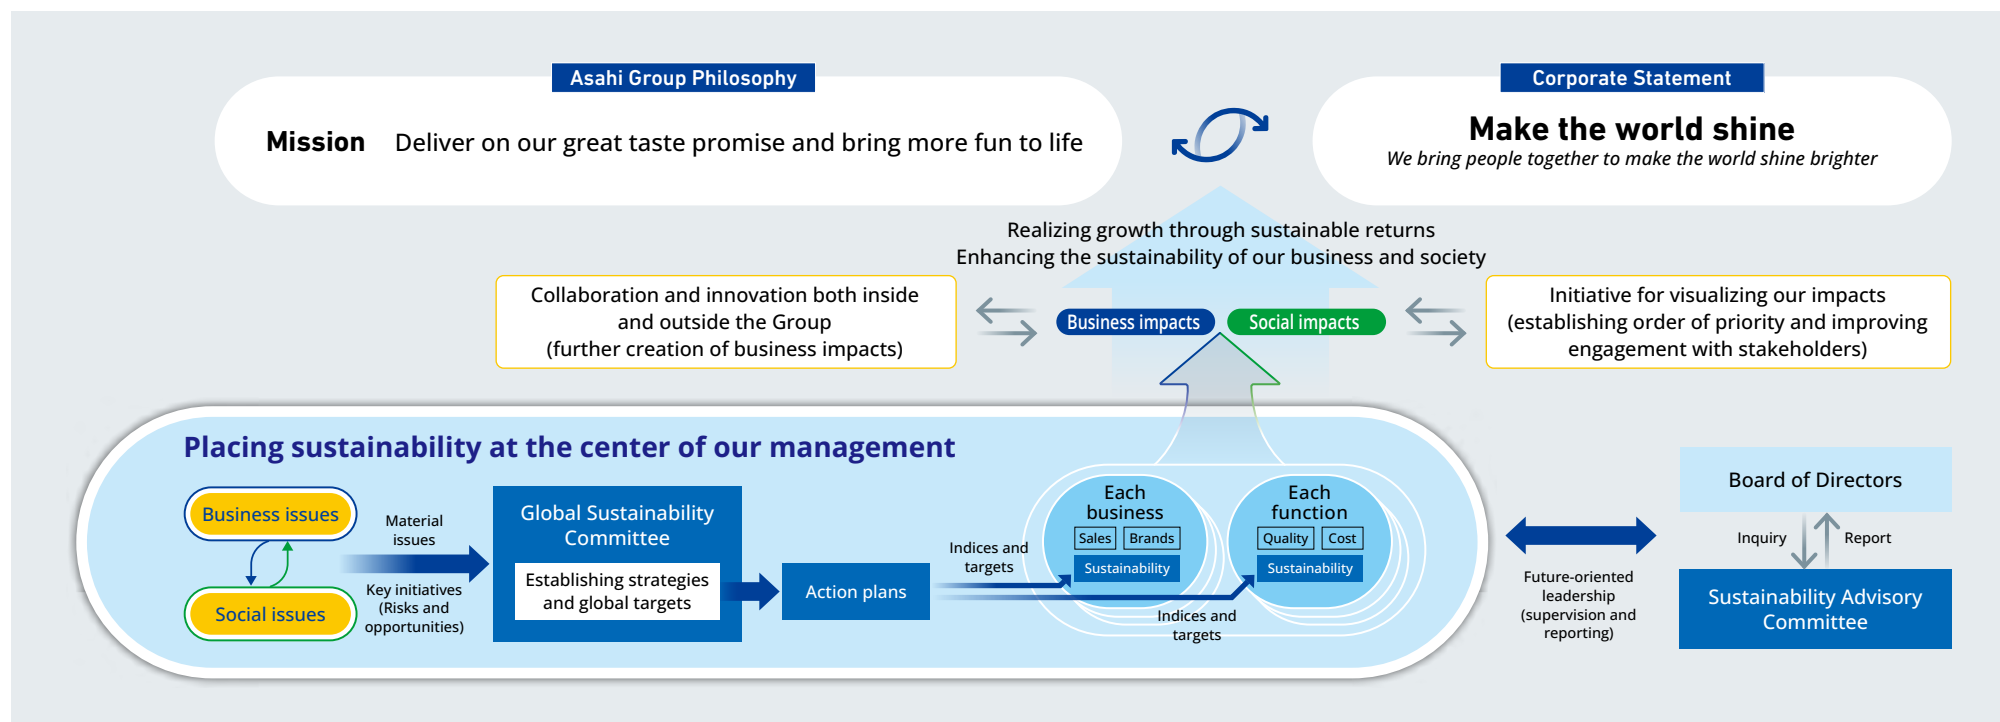 Asahi Group Philosophy
Mission Deliver on our great taste promise and bring more fun to life
Corporate Statement
Make the world shine
We bring people together to make the world shine brighter
Realizing growth through sustainable returns
Enhancing the sustainability of our business and society
Collaboration and innovation both inside
and outside the Group
(further creation of business impacts)
Business impacts
Social impacts
Initiative for visualizing our impacts
(establishing order of priority and improving
engagement with stakeholders)
Placing sustainability at the center of our management
Business issues
Social issues
Material
issues
Key initiatives
(Risks and
opportunities)
Global Sustainability
Committee
Establishing strategies
and global targets
Action plans
Indices and
targets
Each
business
Sales
Brands
Sustainability
Indices and
targets
Each
function
Quality
Cost
Sustainability
Future-oriented
leadership
(supervision and
reporting)
Board of Directors
Inquiry
Report
Sustainability Advisory
Committee